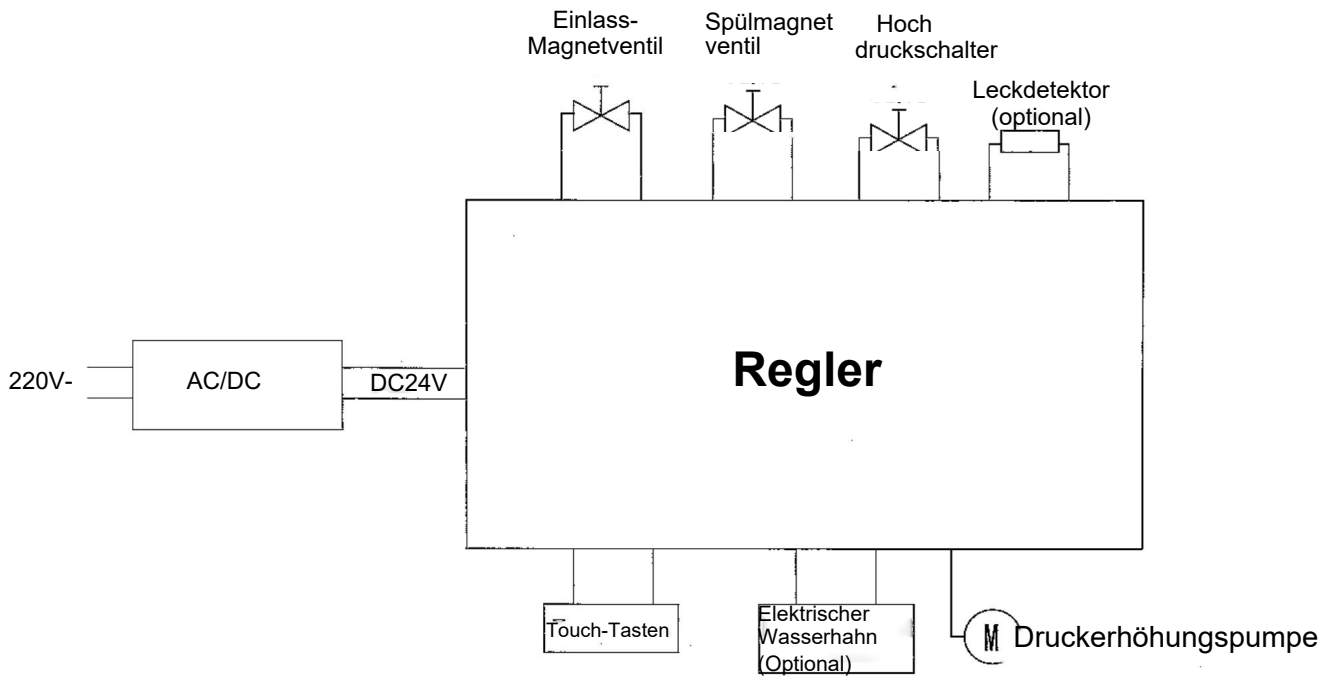 Einlass-
Magnetventil
Spülmagnet
ventil
Hoch
druckschalter
Leckdetektor
(optional)
220V-
AC/DC
DC24V
Regler
Touch-Tasten
Elektrischer
Wasserhahn
(Optional)
M
Druckerhöhungspumpe